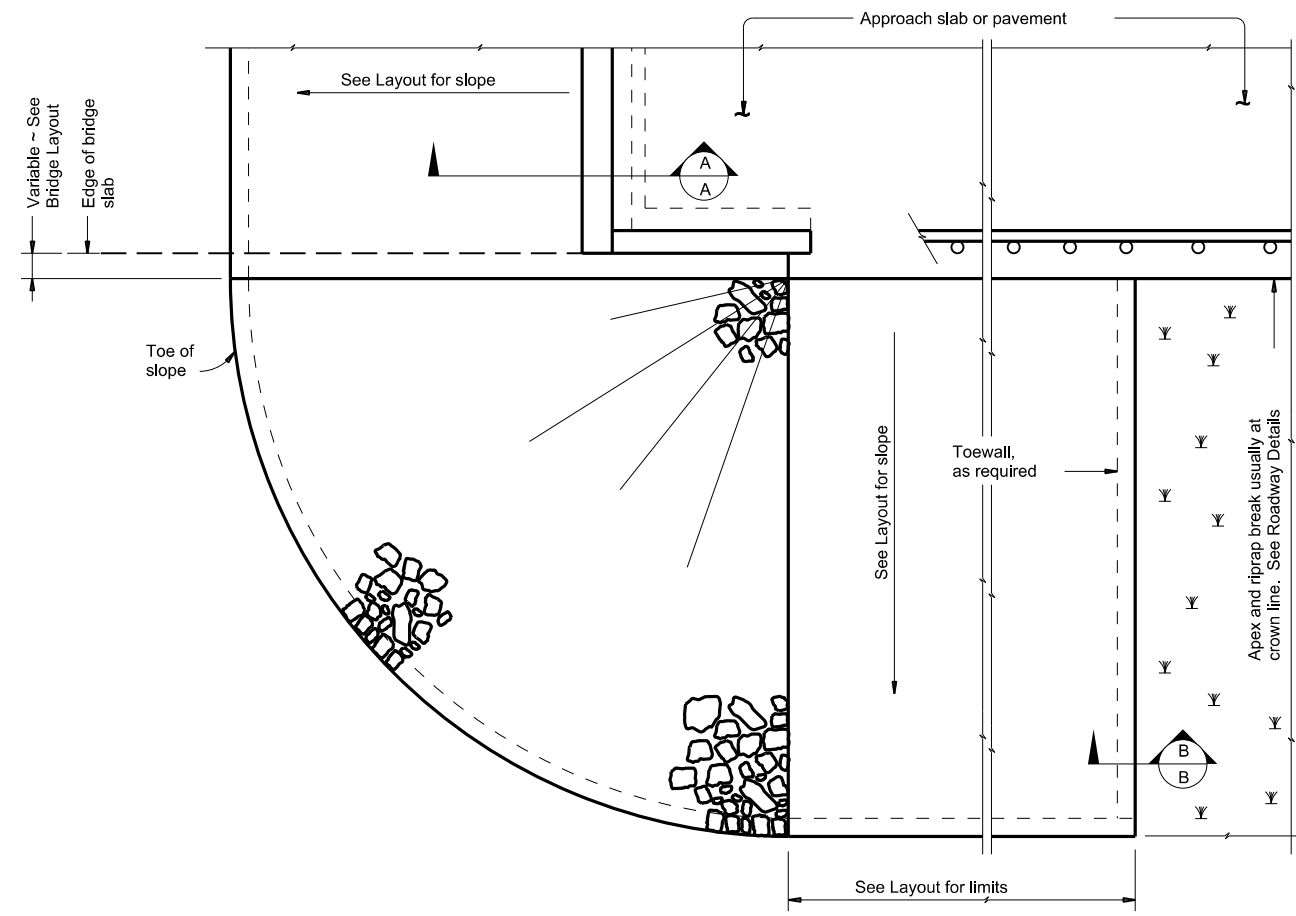 Approach slab or pavement
See Layout for slope
Variable ~ See
Bridge Layout
Edge of bridge
slab
A
A
Toe of
slope
See Layout for slope
Toewall,
as required
Apex and riprap break usually at
crown line. See Roadway Details
B
B
See Layout for limits